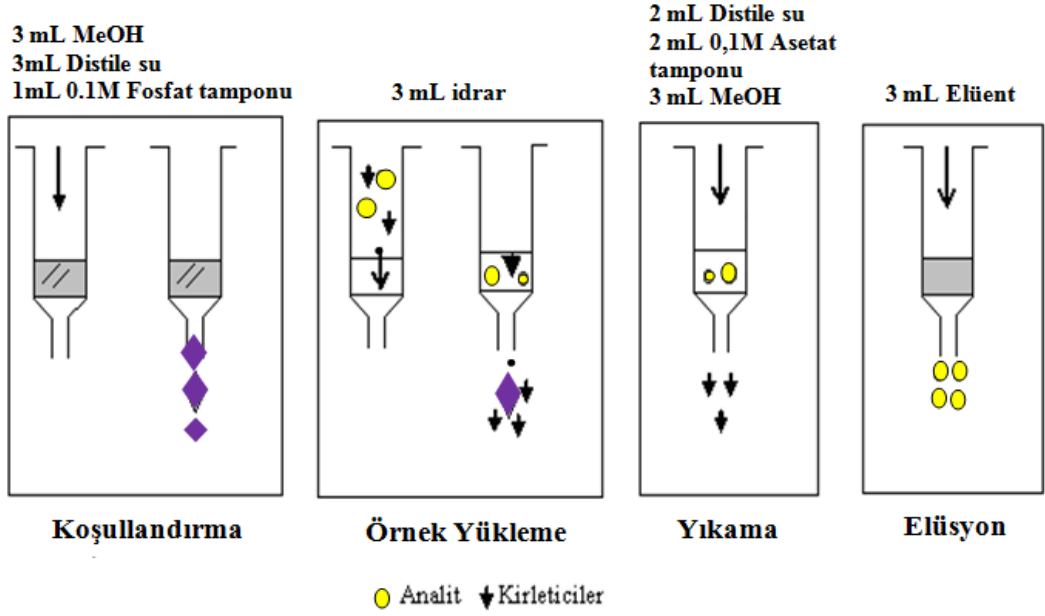 3 mL MeOH
3mL Distile su
1mL 0.1M Fosfat tamponu
3 mL idrar
2 mL Distile su
2 mL 0,1M Asetat
tamponu
3 mL MeOH
3 mL Elüent
Koşullandırma
Örnek Yükleme
Yıkama
Elüsyon
Analit
Kirleticiler